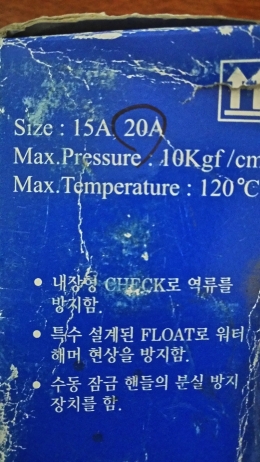 Size : 15A, 20A
Max.Pressure : 10Kgf /cm
Max.Temperature : 120℃
• 내장형 CHECK로 역류를
방지함.
• 특수 설계된 FLOAT로 워터
해머 현상을 방지함.
• 수동 잠금 핸들의 분실 방지
장치를 함.